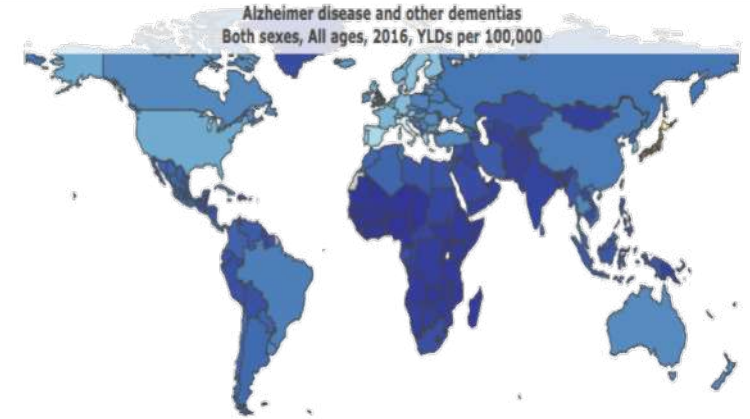 Alzheimer disease and other dementias
Both sexes, All ages, 2016, YLDs per 100,000